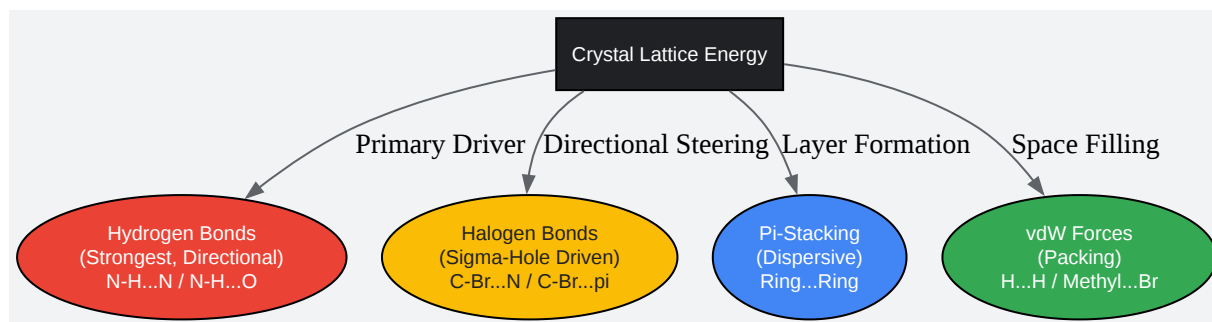 Crystal Lattice Energy
Primary Driver
Directional Steering
Layer Formation
Space Filling
Hydrogen Bonds
(Strongest, Directional)
N-H...N / N-H...O
Halogen Bonds
(Sigma-Hole Driven)
C-Br...N / C-Br...pi
Pi-Stacking
(Dispersive)
Ring...Ring
vdW Forces
(Packing)
H...H / Methyl...Br